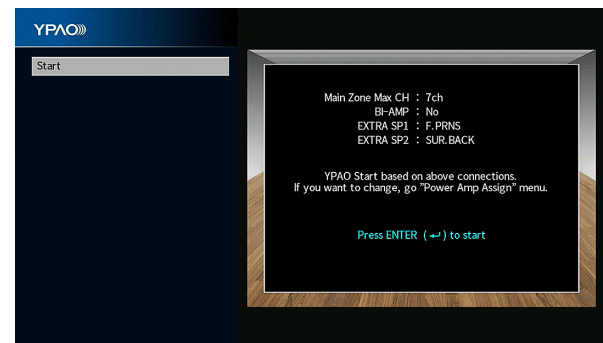 YPAO
Start
Main Zone Max CH : 7ch
BI-AMP : No
EXTRA SP1 : F.PRNS
EXTRA SP2 : SUR.BACK
YPAO Start based on above connections.
If you want to change, go "Power Amp Assign" menu.
Press ENTER ( ↵ ) to start